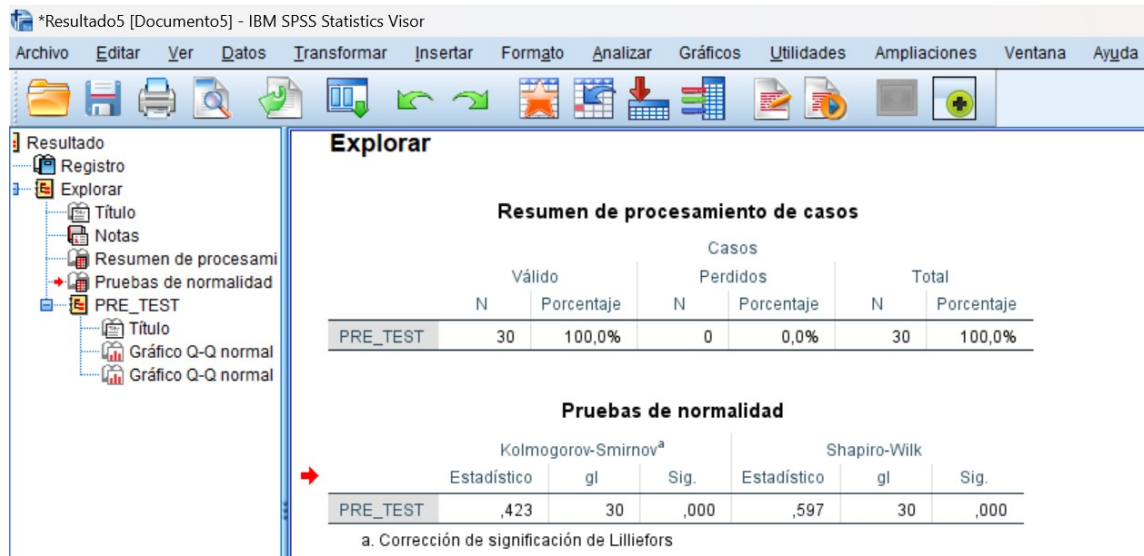 *Resultado5 [Documento5] - IBM SPSS Statistics Visor
Archivo Editar Ver Datos Transformar Insertar Formato Analizar Gráficos Utilidades Ampliaciones Ventana Ayuda
Resultado
Registro
Explorar
Título
Notas
Resumen de procesami
Pruebas de normalidad
PRE_TEST
Título
Gráfico Q-Q normal
Gráfico Q-Q normal
Explorar
Resumen de procesamiento de casos
Casos
Válido Perdidos Total
N Porcentaje N Porcentaje N Porcentaje
PRE_TEST 30 100,0% 0 0,0% 30 100,0%
Pruebas de normalidad
Kolmogorov-Smirnovª Shapiro-Wilk
Estadístico gl Sig. Estadístico gl Sig.
PRE_TEST ,423 30 ,000 ,597 30 ,000
a. Corrección de significación de Lilliefors